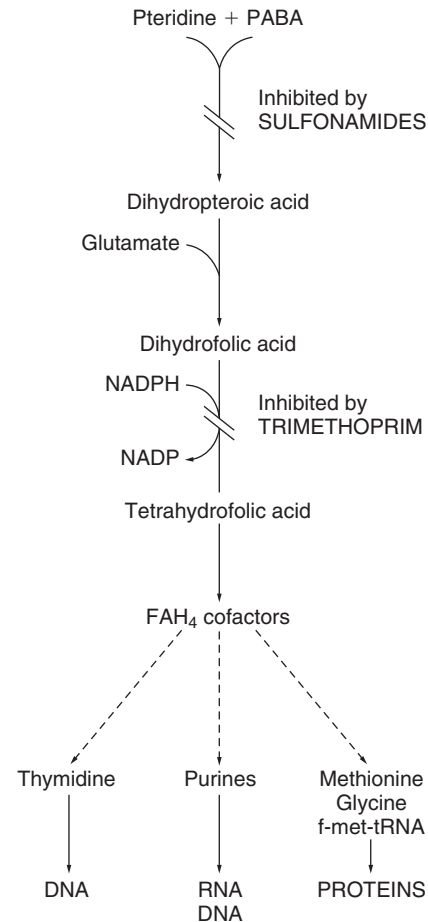 Pteridine + PABA
Inhibited by
SULFONAMIDES
Dihydropteroic acid
Glutamate
Dihydrofolic acid
NADPH
Inhibited by
TRIMETHOPRIM
NADP
Tetrahydrofolic acid
FAH₄ cofactors
Thymidine
Purines
Methionine
Glycine
f-met-tRNA
DNA
RNA
DNA
PROTEINS